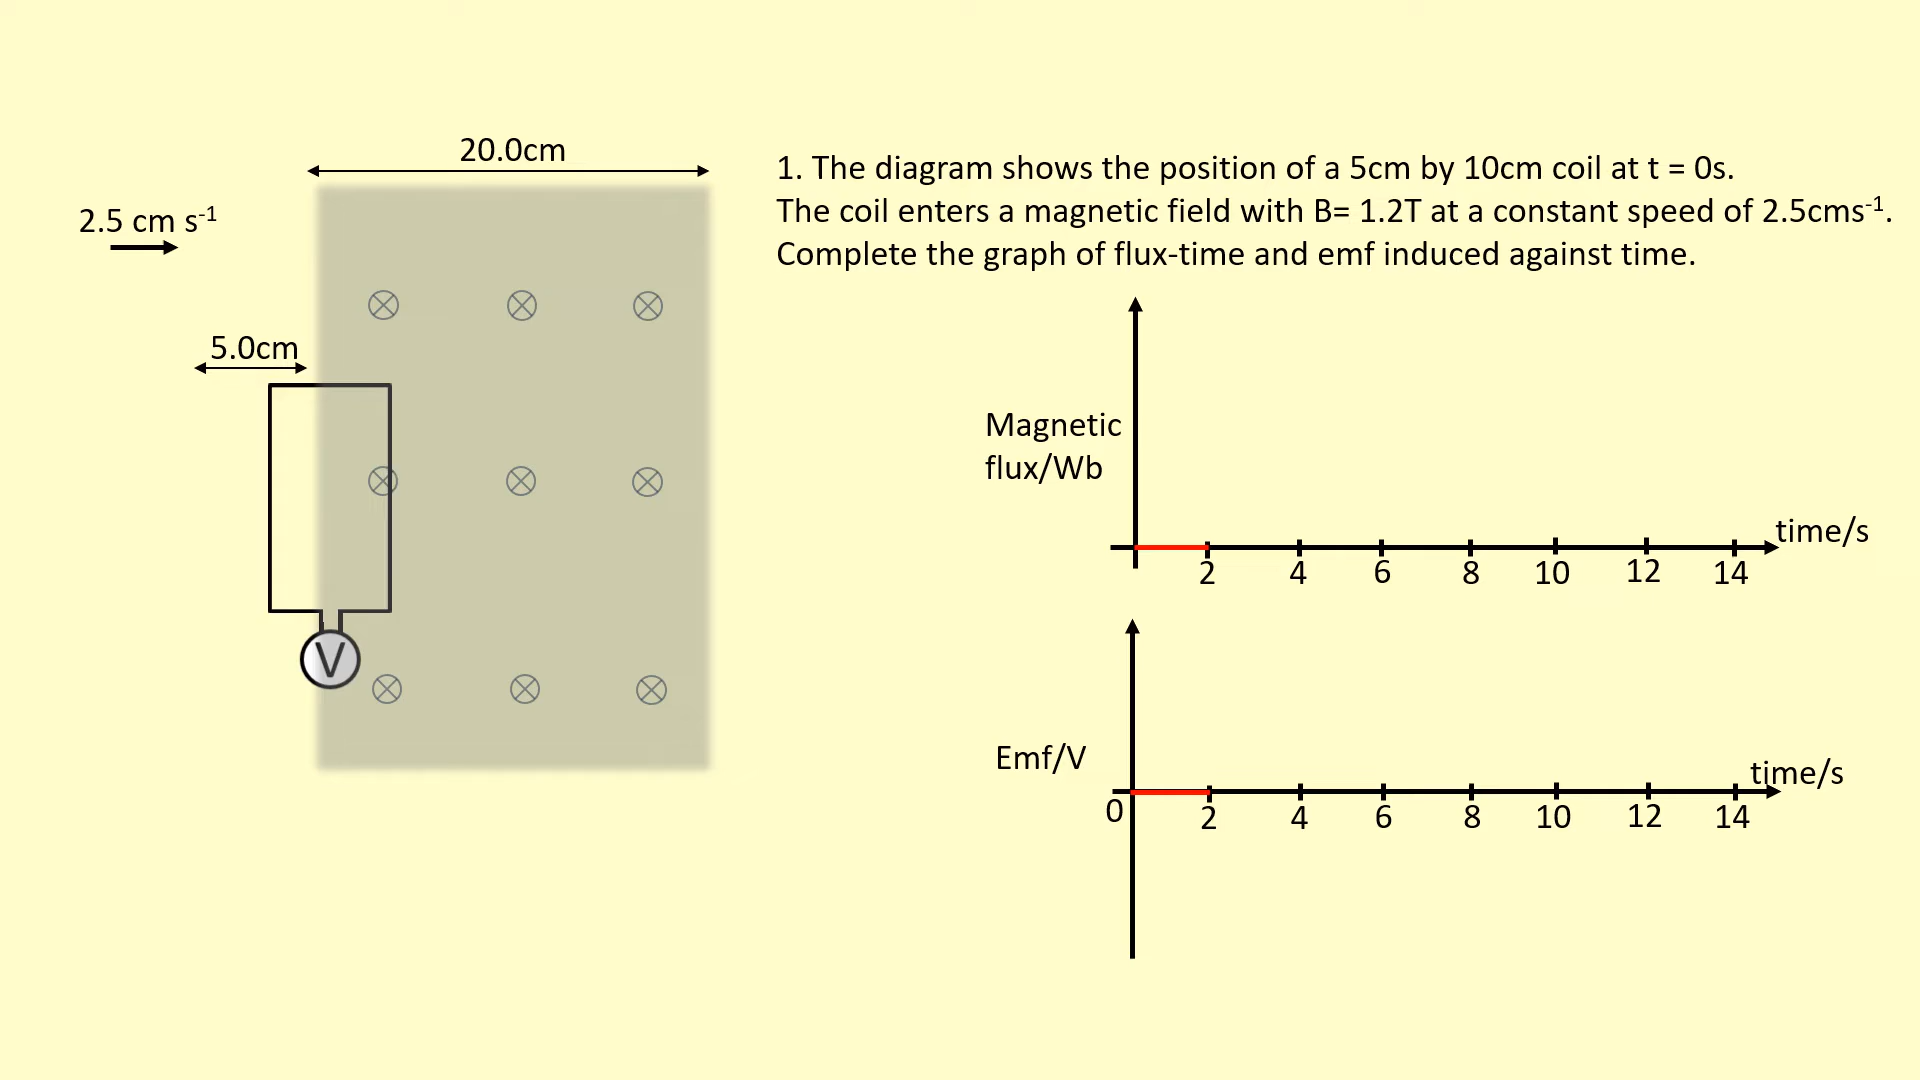 20.0cm
2.5 cm s⁻¹
5.0cm
V
1. The diagram shows the position of a 5cm by 10cm coil at t = 0s.
The coil enters a magnetic field with B= 1.2T at a constant speed of 2.5cms⁻¹.
Complete the graph of flux-time and emf induced against time.
Magnetic
flux/Wb
time/s
2 4 6 8 10 12 14
Emf/V
time/s
0 2 4 6 8 10 12 14